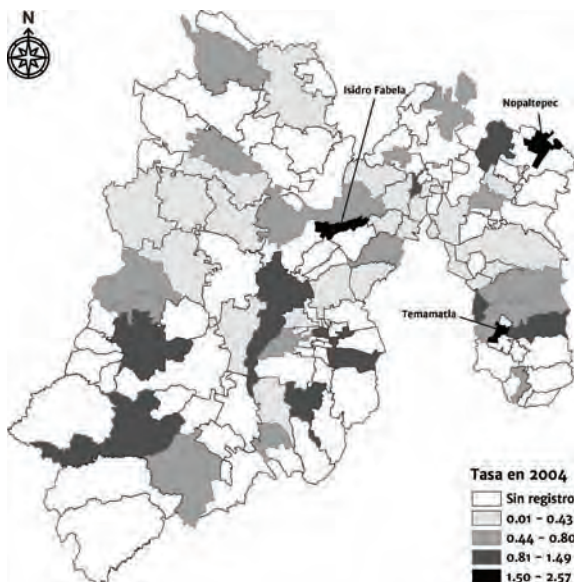 N
Isidro Fabela
Nopaltepec
Temamatla
Tasa en 2004
Sin registro
0.01 – 0.43
0.44 – 0.80
0.81 – 1.49
1.50 – 2.57